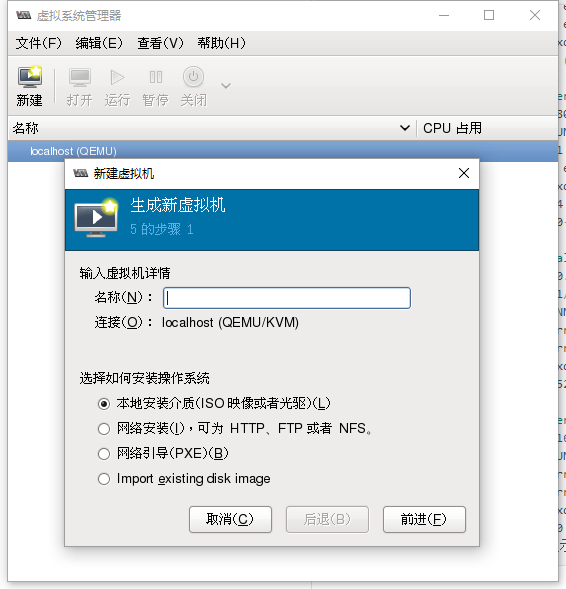 虚拟系统管理器
文件(F) 编辑(E) 查看(V) 帮助(H)
新建 打开 运行 暂停 关闭
名称 CPU 占用
localhost (QEMU)
新建虚拟机
生成新虚拟机
5 的步骤 1
输入虚拟机详情
名称(N)：
连接(O)： localhost (QEMU/KVM)
选择如何安装操作系统
本地安装介质(ISO 映像或者光驱)(L)
网络安装(I)，可为 HTTP、FTP 或者 NFS。
网络引导(PXE)(B)
Import existing disk image
取消(C) 后退(B) 前进(F)